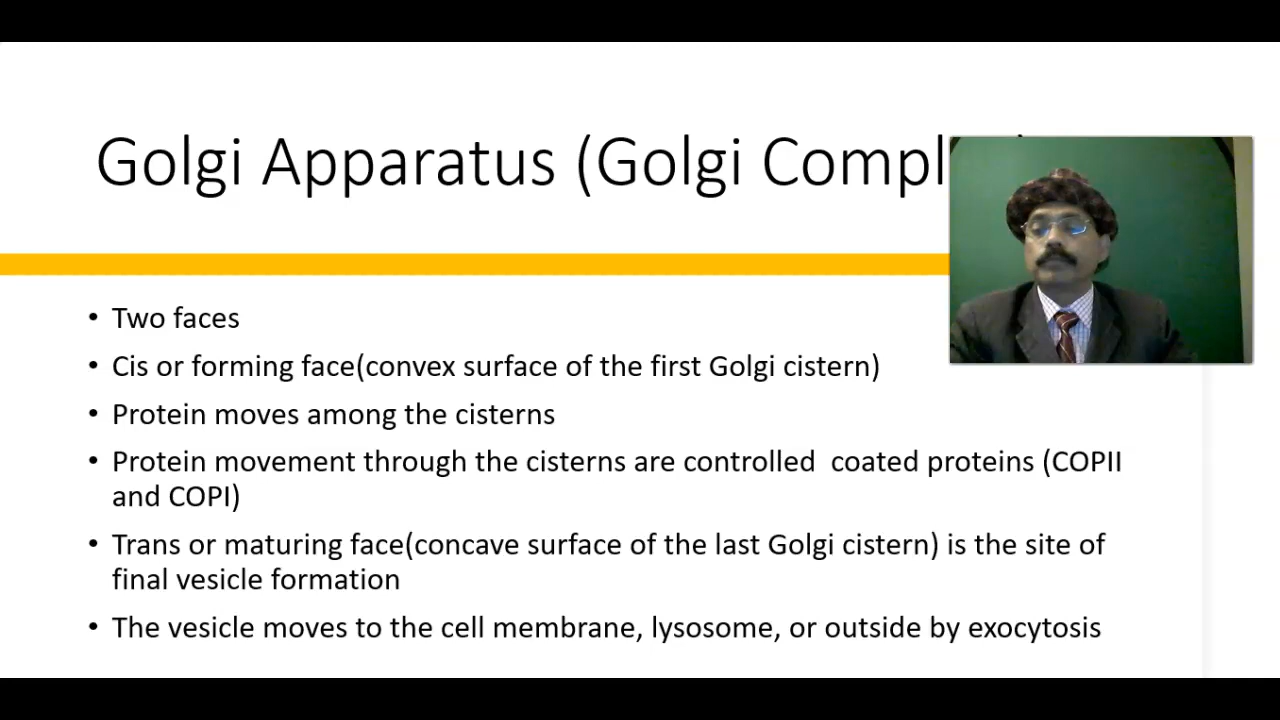 Golgi Apparatus (Golgi Compl
• Two faces
• Cis or forming face(convex surface of the first Golgi cistern)
• Protein moves among the cisterns
• Protein movement through the cisterns are controlled  coated proteins (COPII
and COPI)
• Trans or maturing face(concave surface of the last Golgi cistern) is the site of
final vesicle formation
• The vesicle moves to the cell membrane, lysosome, or outside by exocytosis